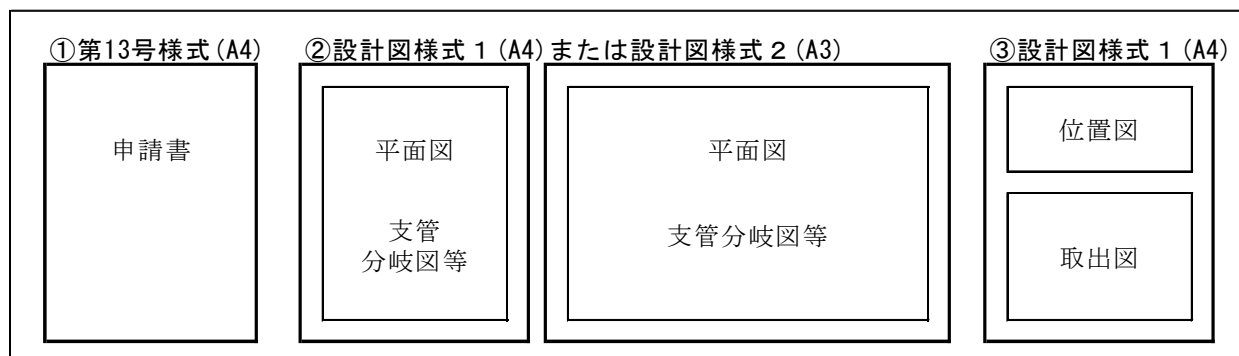 ①第13号様式(A4)
②設計図様式1(A4)または設計図様式2(A3)
③設計図様式1(A4)
申請書
平面図
支管
分岐図等
平面図
支管分岐図等
位置図
取出図